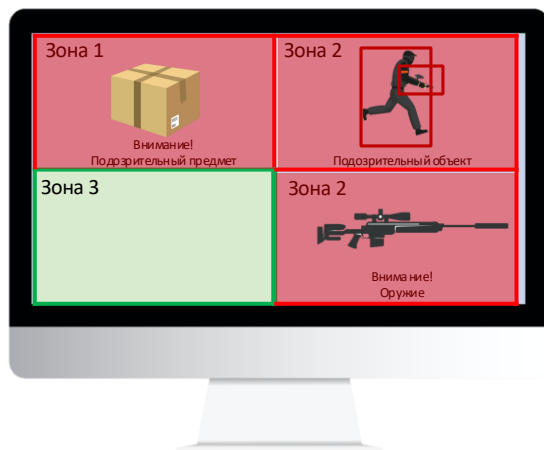 Зона 1
Внимание!
Подозрительный предмет
Зона 2
Подозрительный объект
Зона 3
Зона 2
Внимание!
Оружие